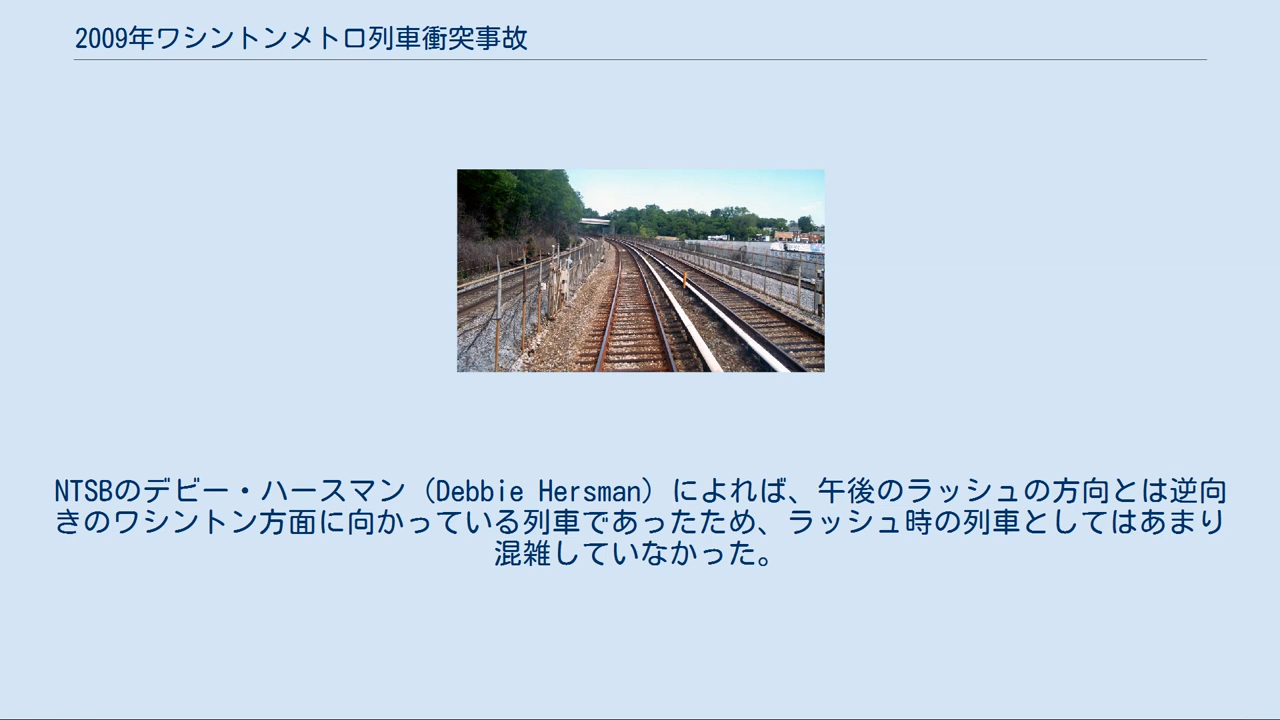 2009年ワシントンメトロ列車衝突事故
NTSBのデビー・ハースマン（Debbie Hersman）によれば、午後のラッシュの方向とは逆向
きのワシントン方面に向かっている列車であったため、ラッシュ時の列車としてはあまり
混雑していなかった。